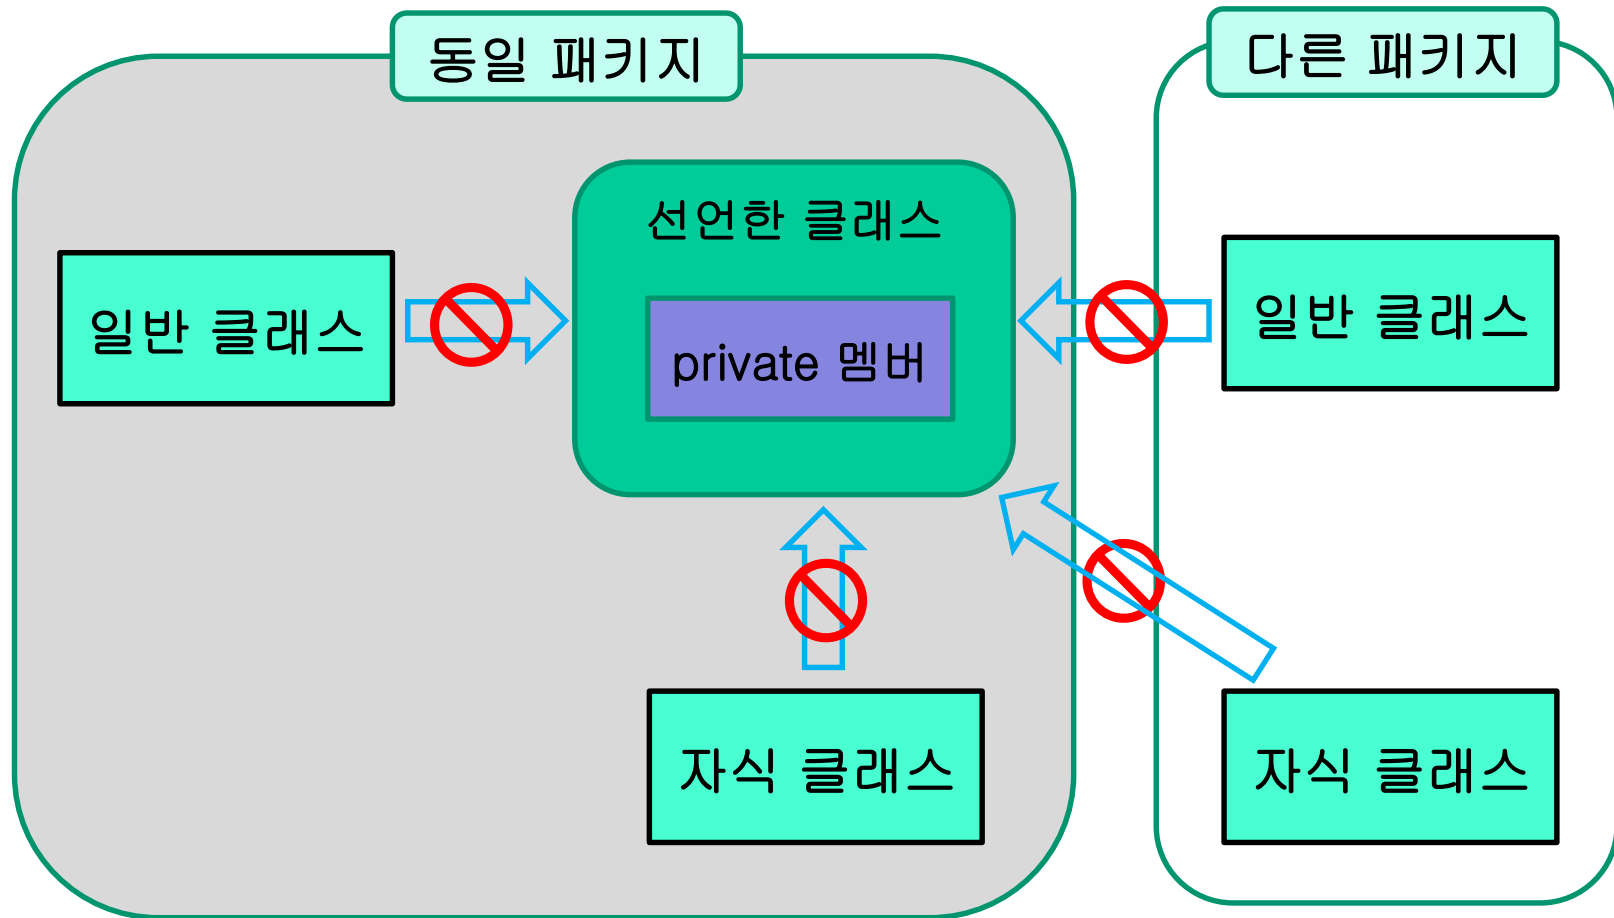 동일 패키지
다른 패키지
선언한 클래스
일반 클래스
private 멤버
일반 클래스
자식 클래스
자식 클래스